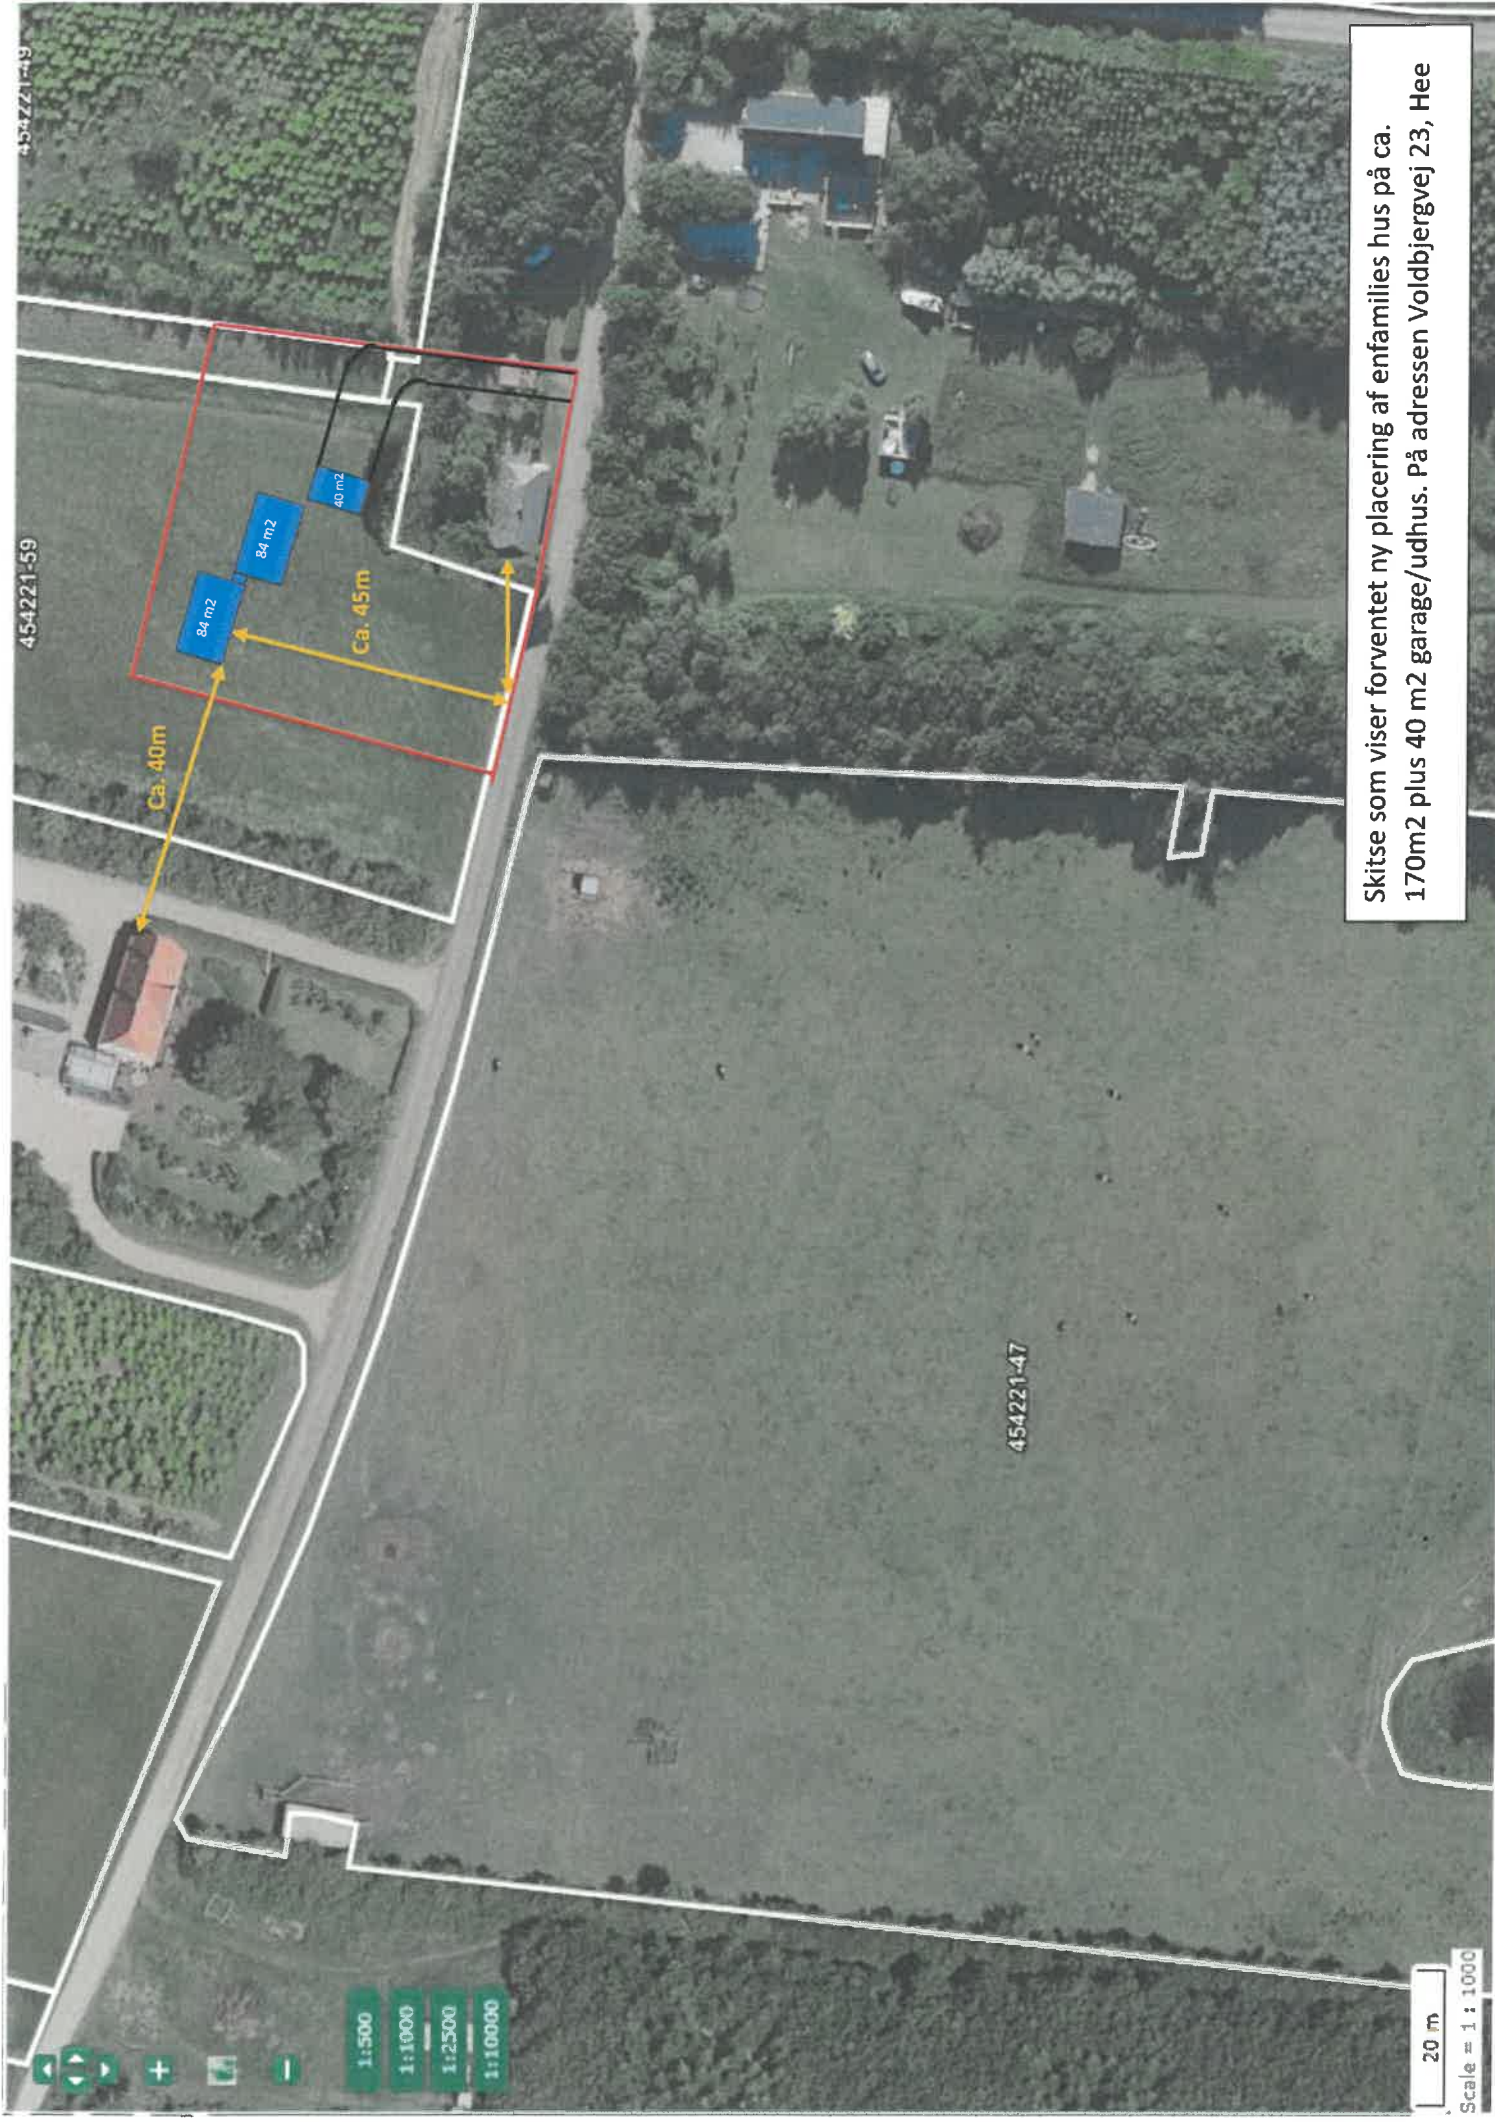 454221-49
454221-59
Ca. 40m
84 m2
84 m2
40 m2
Ca. 45m
454221-47
1:500
1:1000
1:2500
1:10000
20 m
Scale = 1 : 1000
Skitse som viser forventet ny placering af enfamilies hus på ca.
170m2 plus 40 m2 garage/udhus. På adressen Voldbjergvej 23, Hee